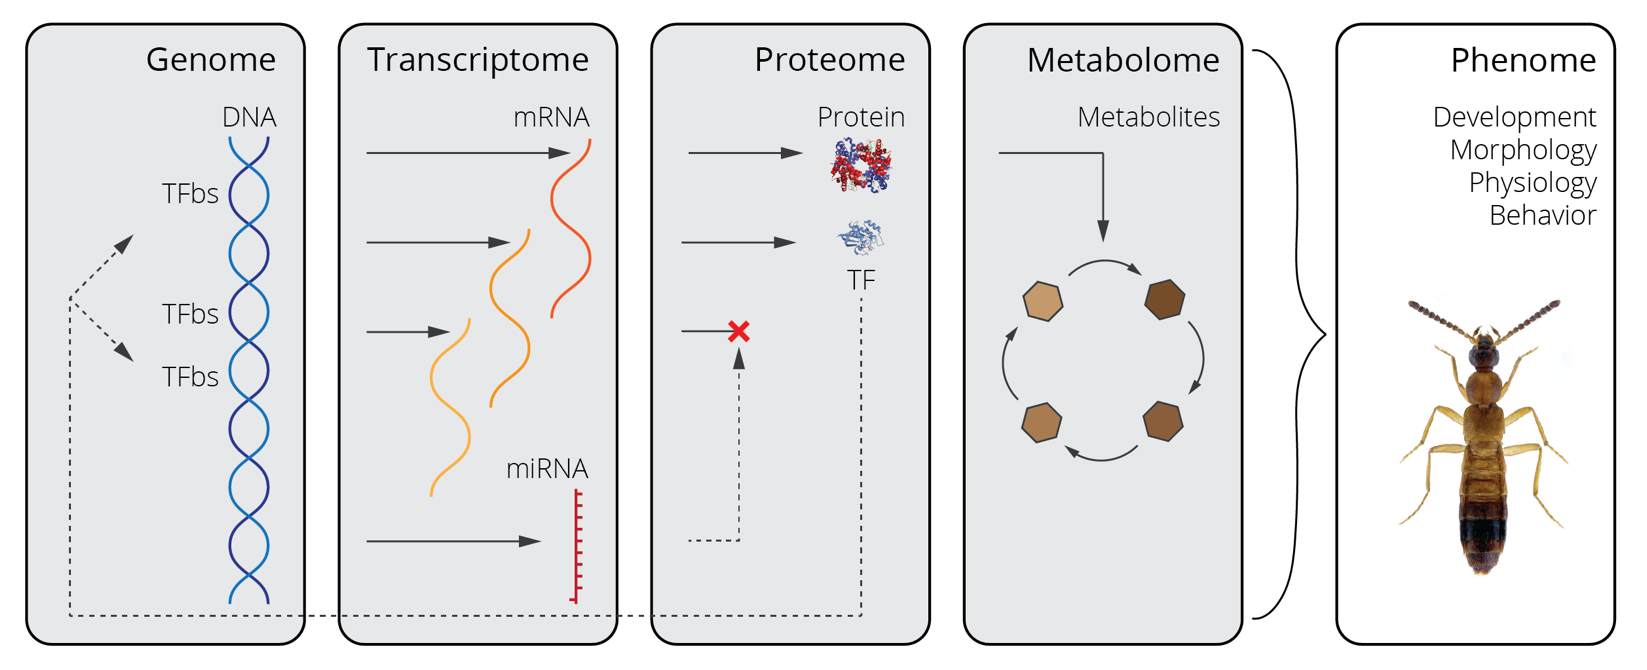 Genome
DNA
TFbs
TFbs
TFbs
Transcriptome
mRNA
miRNA
Proteome
Protein
TF
Metabolome
Metabolites
Phenome
Development
Morphology
Physiology
Behavior